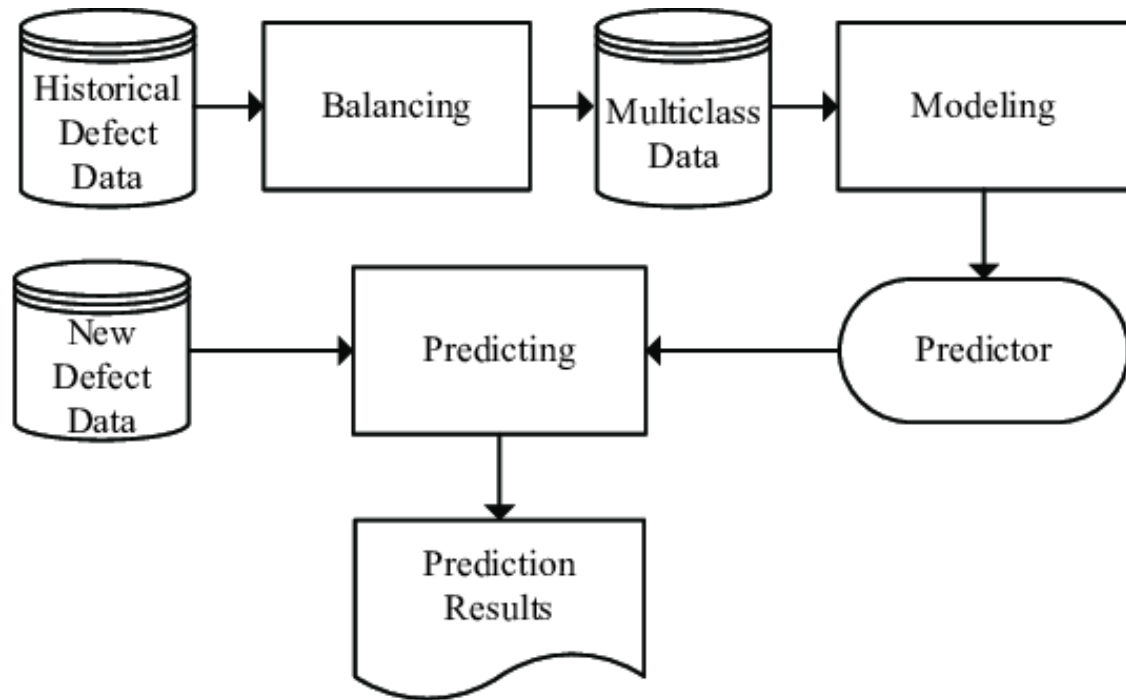 Historical
Defect
Data
Balancing
Multiclass
Data
Modeling
New
Defect
Data
Predicting
Predictor
Prediction
Results